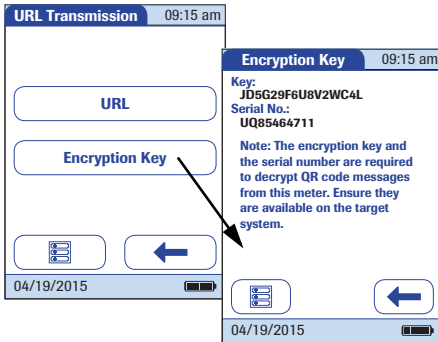 URL Transmission 09:15 am
URL
Encryption Key
04/19/2015
Encryption Key 09:15 am
Key:
JD5G29F6U8V2WC4L
Serial No.:
UQ85464711
Note: The encryption key and
the serial number are required
to decrypt QR code messages
from this meter. Ensure they
are available on the target
system.
04/19/2015